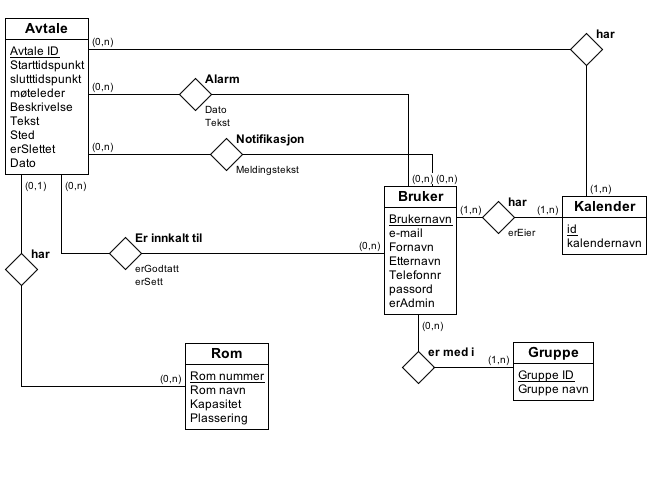 Avtale
Avtale ID
Starttidspunkt
slutttidspunkt
møteleder
Beskrivelse
Tekst
Sted
erSlettet
Dato
(0,n)
har
(0,n)
Alarm
Dato
Tekst
(0,n)
Notifikasjon
Meldingstekst
(0,1)
(0,n)
(0,n)
(0,n)
(1,n)
Bruker
Brukernavn
e-mail
Fornavn
Etternavn
Telefonnr
passord
erAdmin
(1,n)
har
erEier
(1,n)
Kalender
id
kalendernavn
Er innkalt til
erGodtatt
erSett
(0,n)
har
(0,n)
er med i
(1,n)
Gruppe
Gruppe ID
Gruppe navn
(0,n)
Rom
Rom nummer
Rom navn
Kapasitet
Plassering